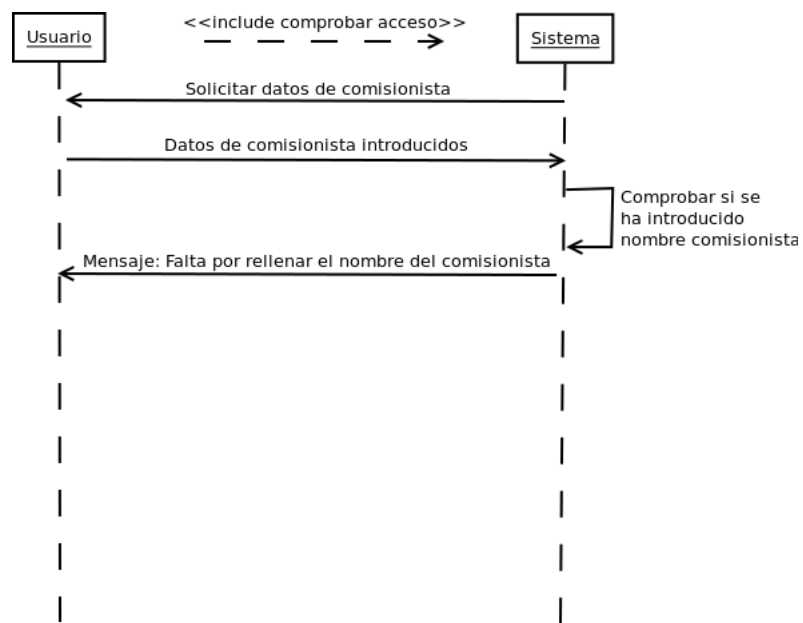 <<include comprobar acceso>>
Usuario
Sistema
Solicitar datos de comisionista
Datos de comisionista introducidos
Comprobar si se
ha introducido
nombre comisionista
Mensaje: Falta por rellenar el nombre del comisionista